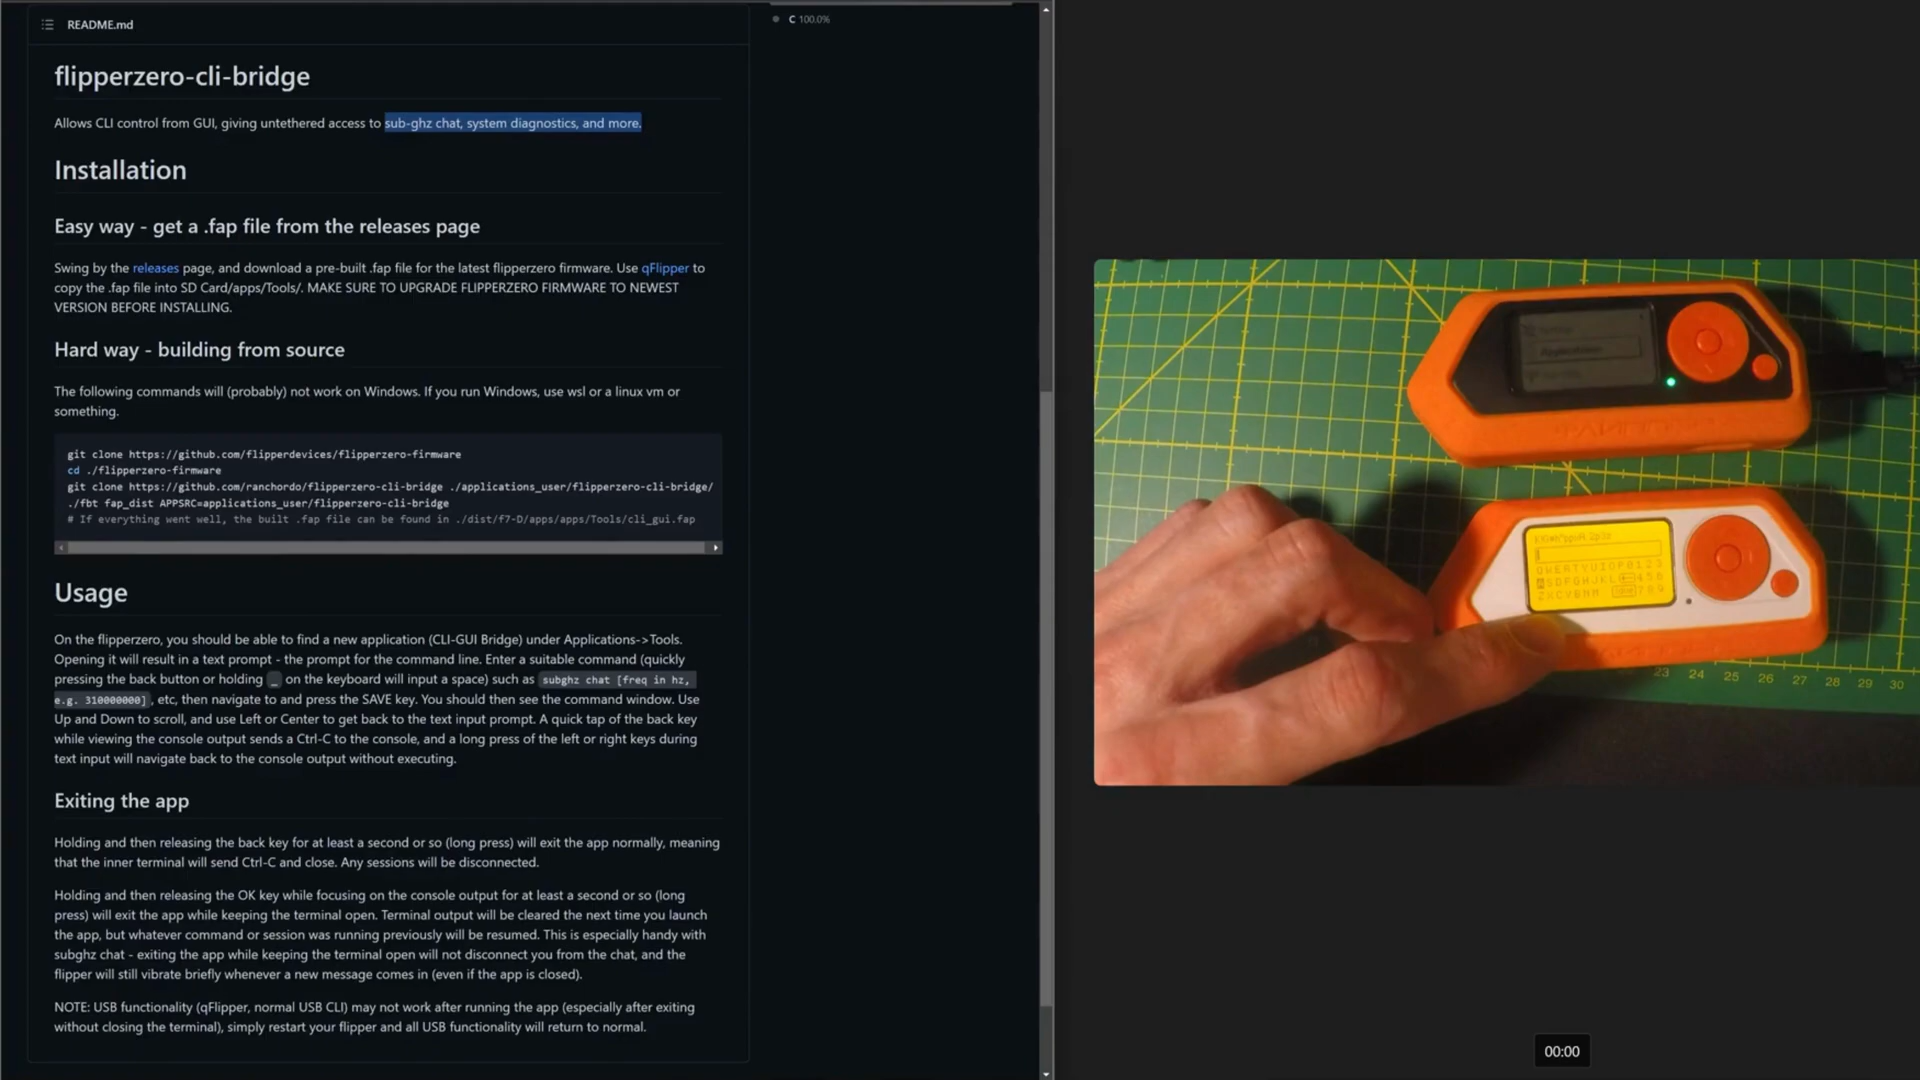 README.md
C 100.0%
flipperzero-cli-bridge
Allows CLI control from GUI, giving untethered access to sub-ghz chat, system diagnostics, and more.
Installation
Easy way - get a .fap file from the releases page
Swing by the releases page, and download a pre-built .fap file for the latest flipperzero firmware. Use qFlipper to
copy the .fap file into SD Card/apps/Tools/. MAKE SURE TO UPGRADE FLIPPERZERO FIRMWARE TO NEWEST
VERSION BEFORE INSTALLING.
Hard way - building from source
The following commands will (probably) not work on Windows. If you run Windows, use wsl or a linux vm or
something.
git clone https://github.com/flipperdevices/flipperzero-firmware
cd ./flipperzero-firmware
git clone https://github.com/ranchordo/flipperzero-cli-bridge ./applications_user/flipperzero-cli-bridge/
./fbt fap_dist APPSRC=applications_user/flipperzero-cli-bridge
# If everything went well, the built .fap file can be found in ./dist/f7-D/apps/apps/Tools/cli_gui.fap
Usage
On the flipperzero, you should be able to find a new application (CLI-GUI Bridge) under Applications->Tools.
Opening it will result in a text prompt - the prompt for the command line. Enter a suitable command (quickly
pressing the back button or holding _ on the keyboard will input a space) such as subghz chat [freq in hz,
e.g. 310000000], etc, then navigate to and press the SAVE key. You should then see the command window. Use
Up and Down to scroll, and use Left or Center to get back to the text input prompt. A quick tap of the back key
while viewing the console output sends a Ctrl-C to the console, and a long press of the left or right keys during
text input will navigate back to the console output without executing.
Exiting the app
Holding and then releasing the back key for at least a second or so (long press) will exit the app normally, meaning
that the inner terminal will send Ctrl-C and close. Any sessions will be disconnected.
Holding and then releasing the OK key while focusing on the console output for at least a second or so (long
press) will exit the app while keeping the terminal open. Terminal output will be cleared the next time you launch
the app, but whatever command or session was running previously will be resumed. This is especially handy with
subghz chat - exiting the app while keeping the terminal open will not disconnect you from the chat, and the
flipper will still vibrate briefly whenever a new message comes in (even if the app is closed).
NOTE: USB functionality (qFlipper, normal USB CLI) may not work after running the app (especially after exiting
without closing the terminal), simply restart your flipper and all USB functionality will return to normal.
Applications
QWERTYUIOP0123
ASDFGHJKL 456
ZXCVBNM 789
23 24 25 26 27 28 29 30
00:00